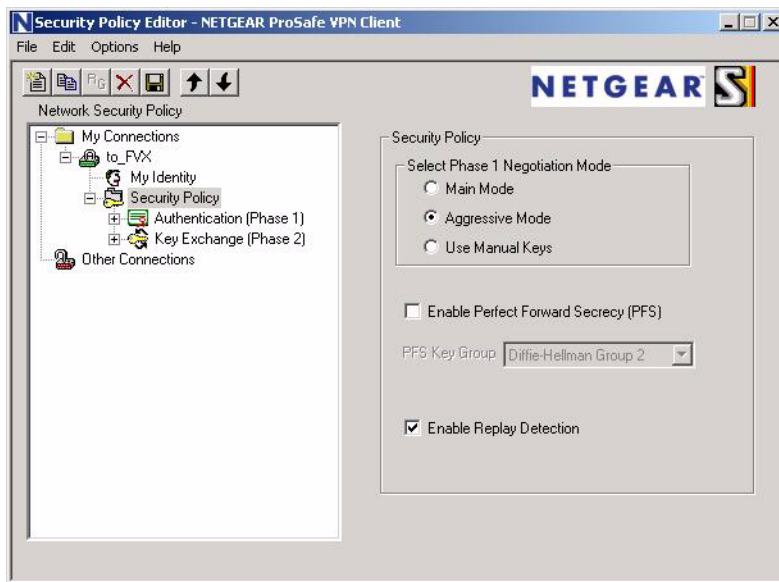 Security Policy Editor - NETGEAR ProSafe VPN Client
File Edit Options Help
NETGEAR
Network Security Policy
My Connections
to_FVX
My Identity
Security Policy
Authentication (Phase 1)
Key Exchange (Phase 2)
Other Connections
Security Policy
Select Phase 1 Negotiation Mode
Main Mode
Aggressive Mode
Use Manual Keys
Enable Perfect Forward Secrecy (PFS)
PFS Key Group Diffie-Hellman Group 2
Enable Replay Detection